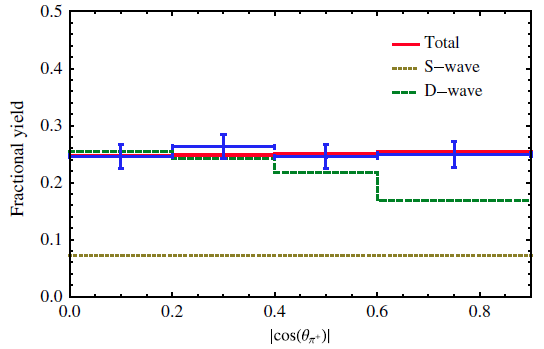 0.5
Total
S−wave
D−wave
0.4
0.3
0.2
0.1
0.0
Fractional yield
0.0 0.2 0.4 0.6 0.8
|cos(θπ+)|